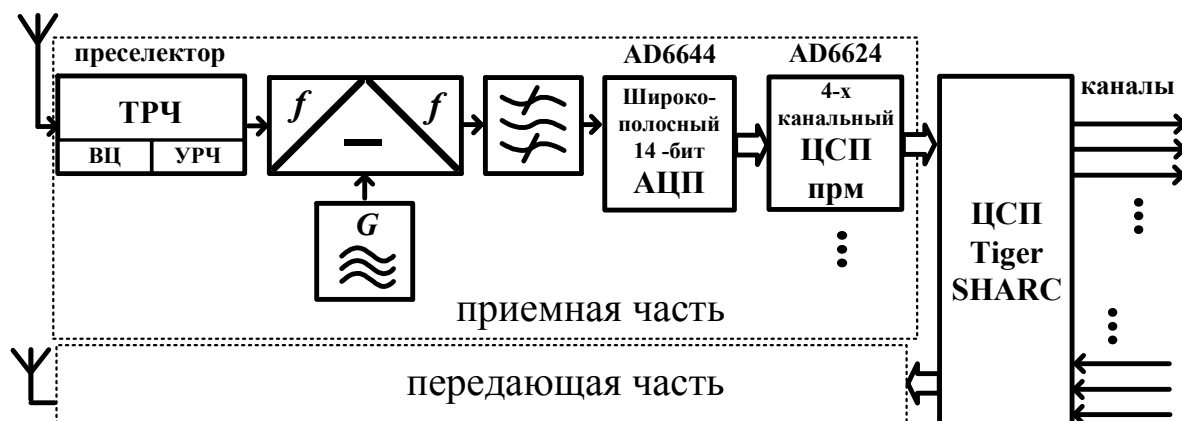 преселектор
AD6644
AD6624
каналы
ТРЧ
ВЦ
УРЧ
f
f
–
G
Широко-
полосный
14 -бит
АЦП
4-х
канальный
ЦСП
прм
ЦСП
Tiger
SHARC
приемная часть
передающая часть